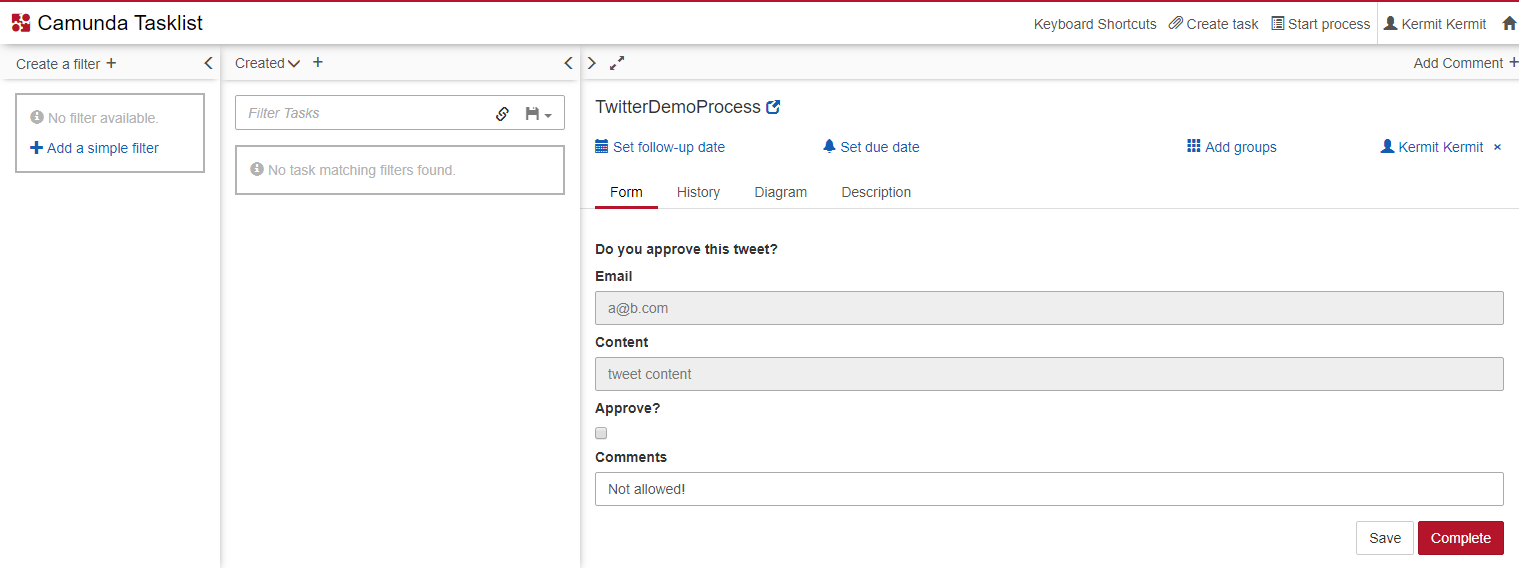 Camunda Tasklist
Keyboard Shortcuts Create task Start process Kermit Kermit
Create a filter +
Created +
Add Comment +
No filter available.
Add a simple filter
Filter Tasks
No task matching filters found.
TwitterDemoProcess
Set follow-up date Set due date Add groups Kermit Kermit ×
Form History Diagram Description
Do you approve this tweet?
Email
a@b.com
Content
tweet content
Approve?
Comments
Not allowed!
Save Complete